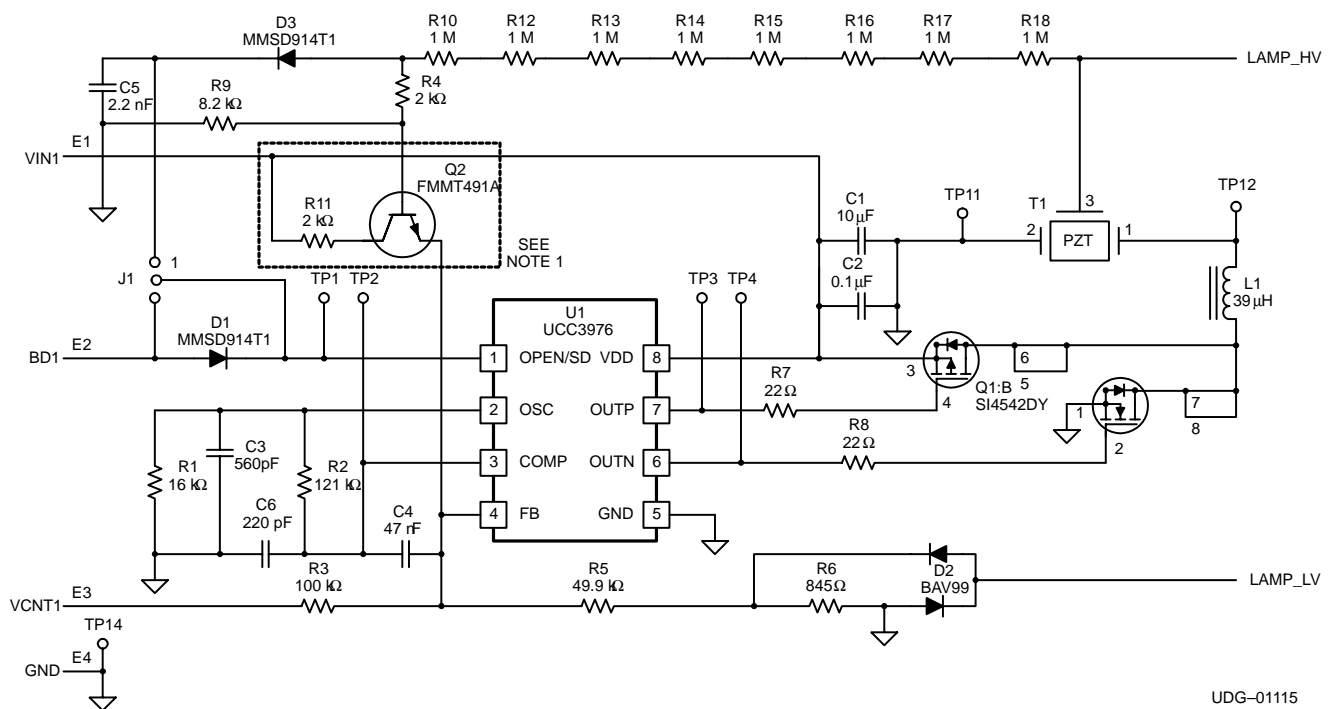 D3
MMSD914T1
R10
1 M
R12
1 M
R13
1 M
R14
1 M
R15
1 M
R16
1 M
R17
1 M
R18
1 M
LAMP_HV
C5
2.2 nF
R9
8.2 kΩ
R4
2 kΩ
E1
VIN1
Q2
FMMT491A
R11
2 kΩ
SEE
NOTE 1
C1
10 µF
C2
0.1 µF
TP11
T1
3
2
PZT
1
TP12
L1
39 µH
1
J1
TP1
TP2
TP3
TP4
D1
MMSD914T1
E2
BD1
U1
UCC3976
1
OPEN/SD
VDD
8
2
OSC
OUTP
7
3
COMP
OUTN
6
4
FB
GND
5
3
4
6
5
Q1:B
SI4542DY
R7
22 Ω
R8
22 Ω
1
2
7
8
R1
16 kΩ
C3
560pF
R2
121 kΩ
C6
220 pF
C4
47 nF
R3
100 kΩ
R5
49.9 kΩ
R6
845 Ω
D2
BAV99
LAMP_LV
E3
VCNT1
TP14
E4
GND
UDG–01115